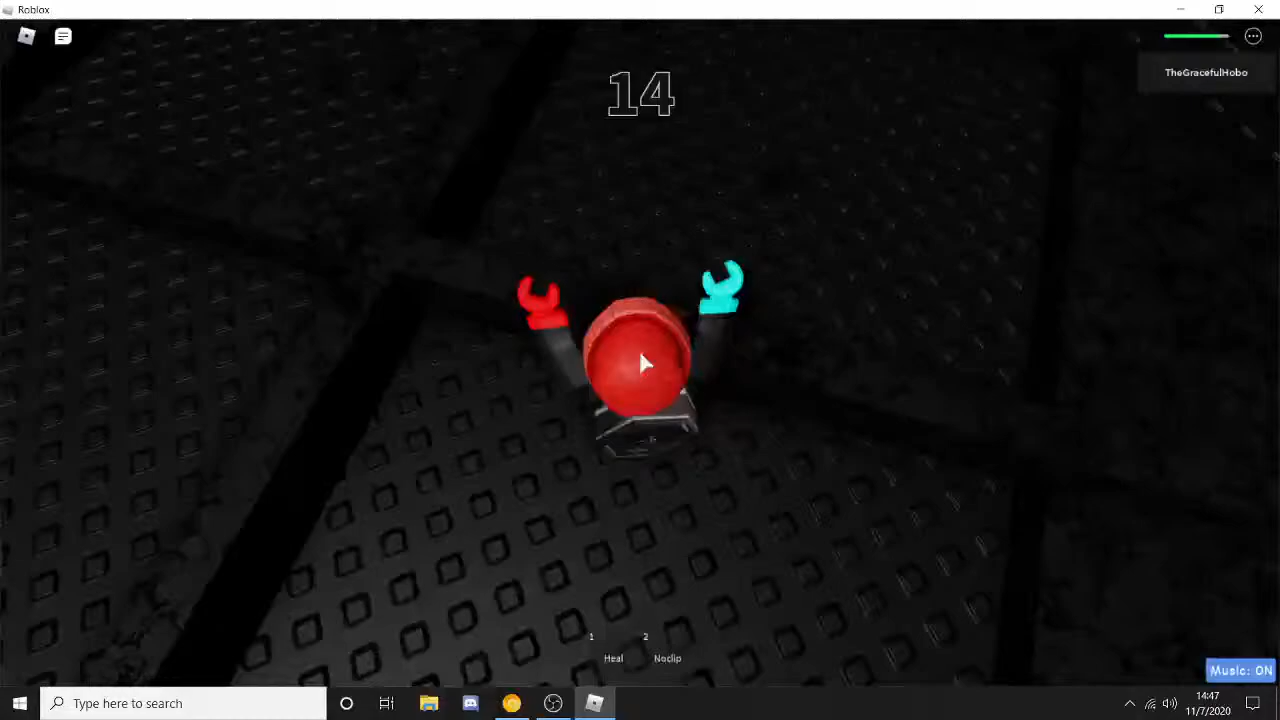 Roblox
TheGracefulHobo
14
1 2
Heal Noclip
Music: ON
Type here to search
14:47
11/7/2020